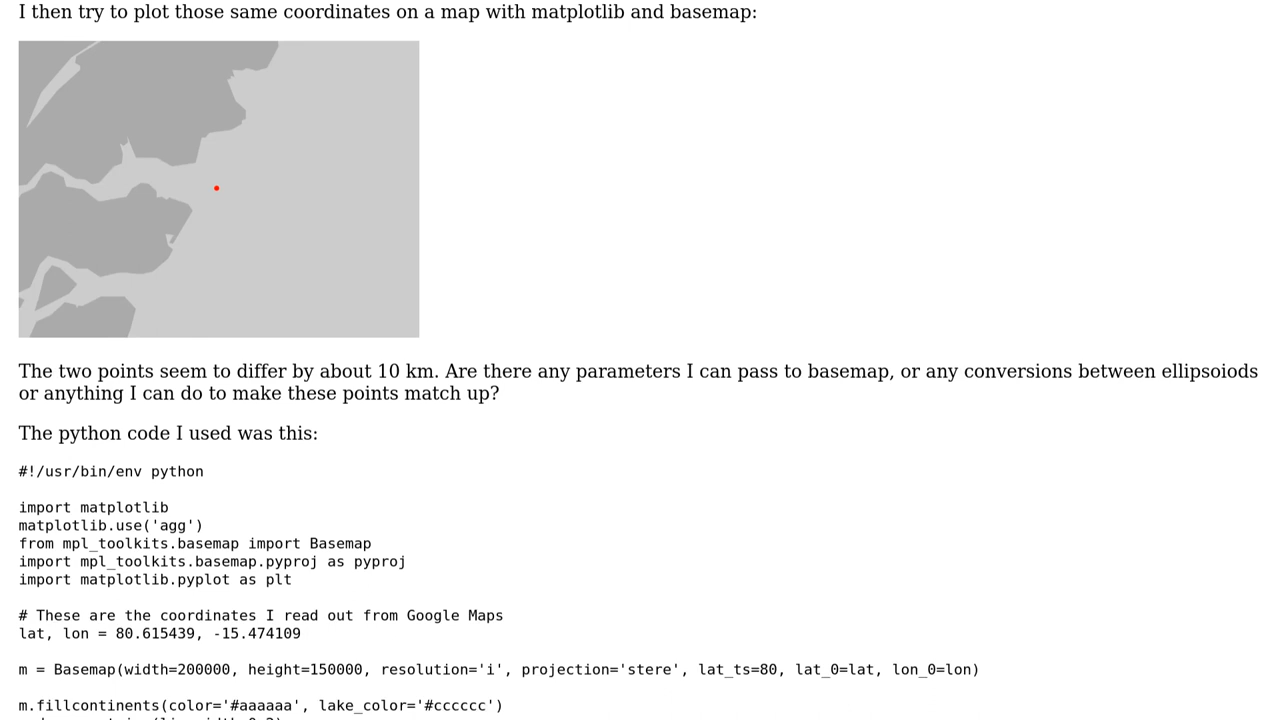 I then try to plot those same coordinates on a map with matplotlib and basemap:
The two points seem to differ by about 10 km. Are there any parameters I can pass to basemap, or any conversions between ellipsoiods
or anything I can do to make these points match up?
The python code I used was this:
#!/usr/bin/env python
import matplotlib
matplotlib.use('agg')
from mpl_toolkits.basemap import Basemap
import mpl_toolkits.basemap.pyproj as pyproj
import matplotlib.pyplot as plt
# These are the coordinates I read out from Google Maps
lat, lon = 80.615439, -15.474109
m = Basemap(width=200000, height=150000, resolution='i', projection='stere', lat_ts=80, lat_0=lat, lon_0=lon)
m.fillcontinents(color='#aaaaaa', lake_color='#cccccc')